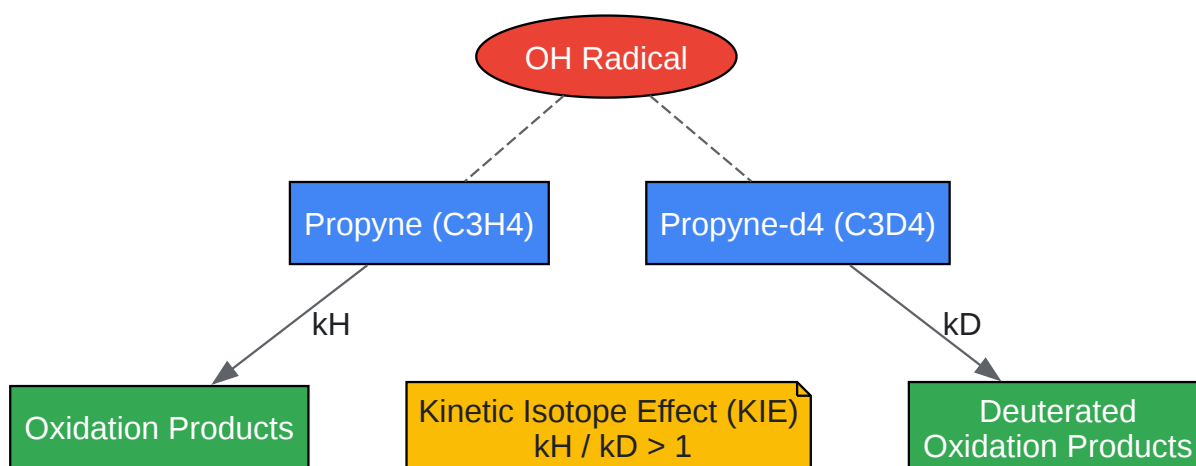 OH Radical
Propyne (C3H4)
Propyne-d4 (C3D4)
kH
kD
Oxidation Products
Kinetic Isotope Effect (KIE)
kH / kD > 1
Deuterated
Oxidation Products